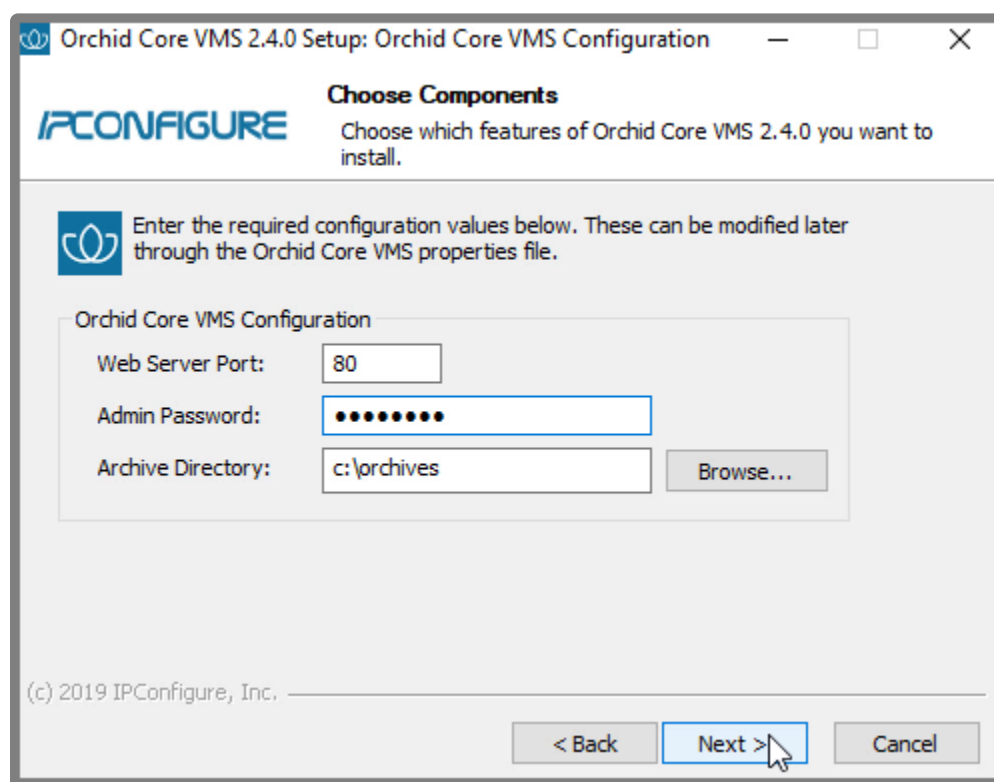 Orchid Core VMS 2.4.0 Setup: Orchid Core VMS Configuration
IPCONFIGURE
Choose Components
Choose which features of Orchid Core VMS 2.4.0 you want to
install.
Enter the required configuration values below. These can be modified later
through the Orchid Core VMS properties file.
Orchid Core VMS Configuration
Web Server Port: 80
Admin Password: ●●●●●●●●
Archive Directory: c:\orchives Browse...
(c) 2019 IPConfigure, Inc.
< Back Next > Cancel